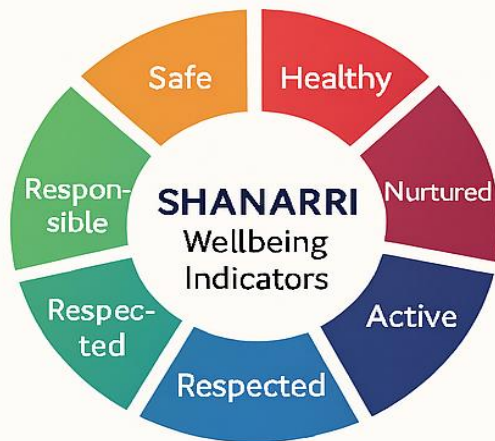 Safe
Healthy
Nurtured
Active
Respected
Respec-
ted
Respon-
sible
SHANARRI
Wellbeing
Indicators